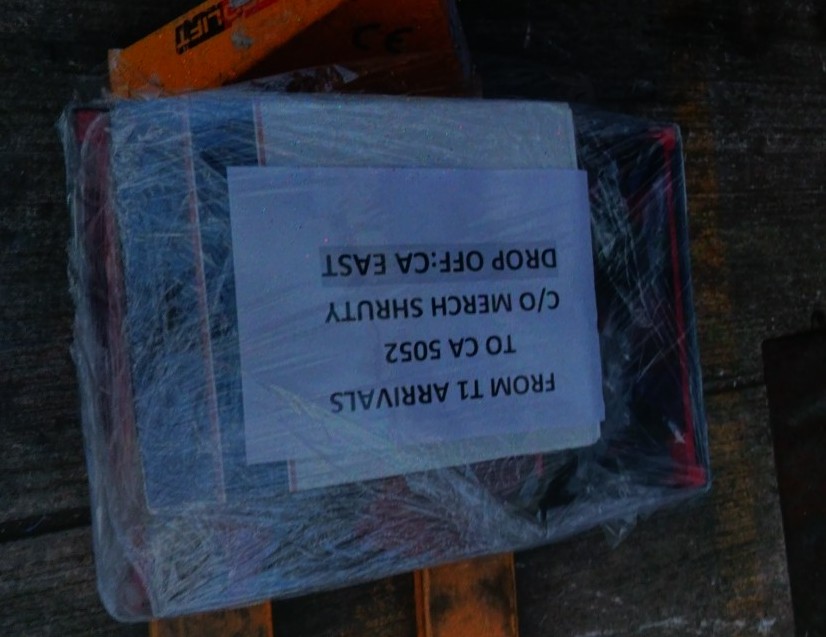 FROM T1 ARRIVALS
TO CA 5052
C/O MERCH SHRUTY
DROP OFF:CA EAST